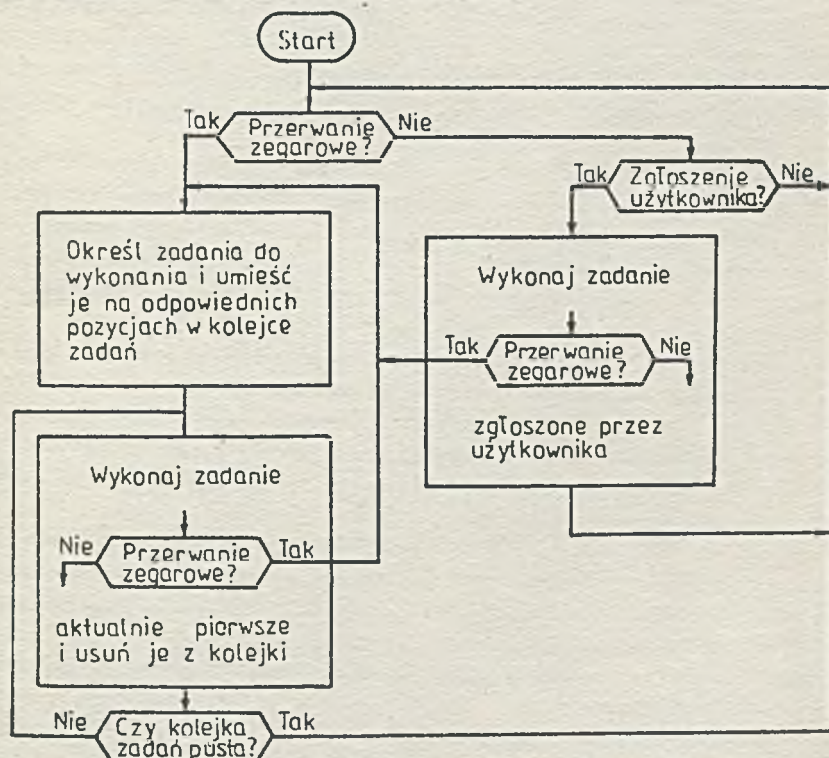 Start
Tak
Przerwanie
zegarowe?
Nie
Tak
Zgłoszenie
użytkownika?
Nie
Określ zadania do
wykonania i umieść
je na odpowiednich
pozycjach w kolejce
zadań
Wykonaj zadanie
Tak
Przerwanie
zegarowe?
Nie
zgłoszone przez
użytkownika
Wykonaj zadanie
Nie
Przerwanie
zegarowe?
Tak
aktualnie pierwsze
i usuń je z kolejki
Nie
Czy kolejka
zadań pusta?
Tak